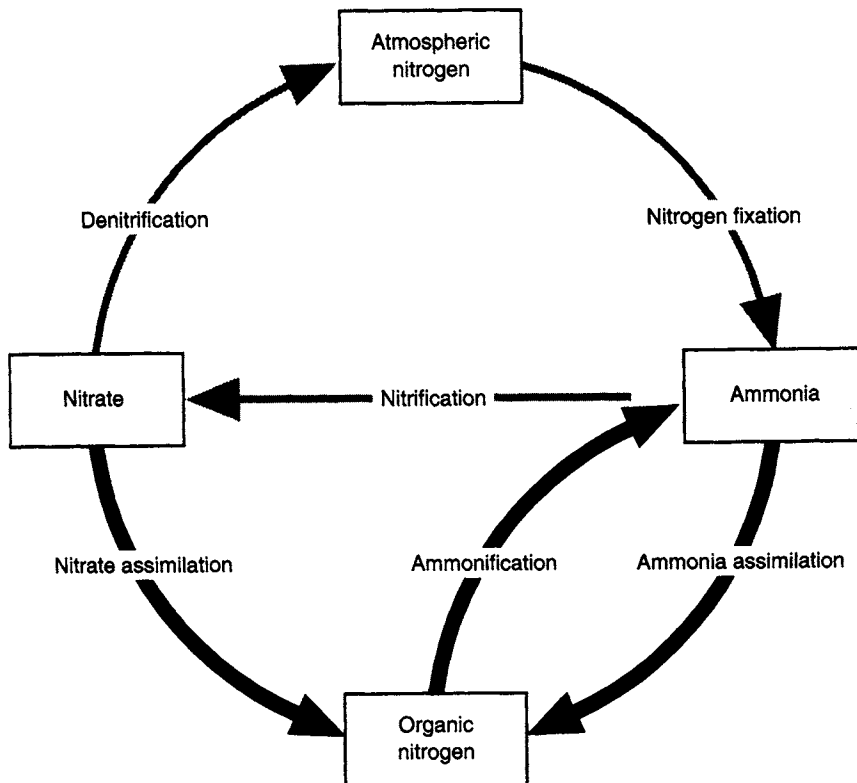 Atmospheric
nitrogen
Denitrification
Nitrogen fixation
Nitrate
Nitrification
Ammonia
Nitrate assimilation
Ammonification
Ammonia assimilation
Organic
nitrogen